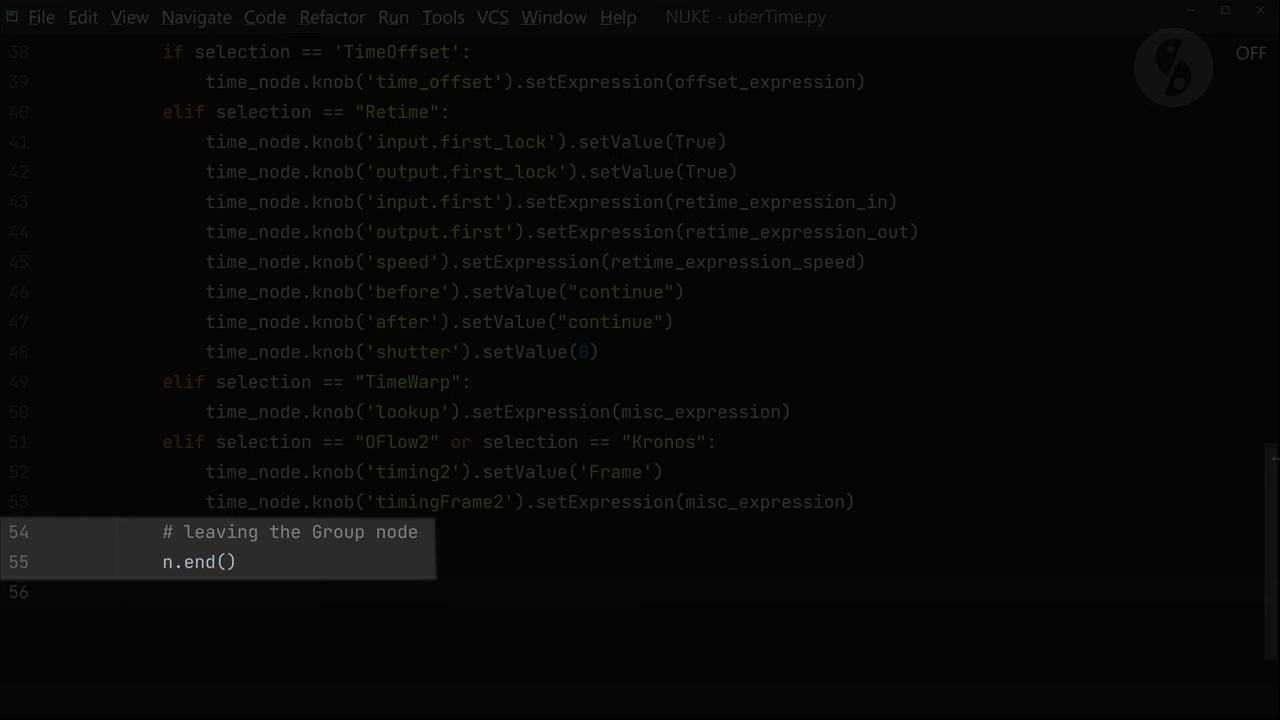 File Edit View Navigate Code Refactor Run Tools VCS Window Help NUKE - uberTime.py
OFF
38 if selection == 'TimeOffset':
39 time_node.knob('time_offset').setExpression(offset_expression)
40 elif selection == "Retime":
41 time_node.knob('input.first_lock').setValue(True)
42 time_node.knob('output.first_lock').setValue(True)
43 time_node.knob('input.first').setExpression(retime_expression_in)
44 time_node.knob('output.first').setExpression(retime_expression_out)
45 time_node.knob('speed').setExpression(retime_expression_speed)
46 time_node.knob('before').setValue("continue")
47 time_node.knob('after').setValue("continue")
48 time_node.knob('shutter').setValue(0)
49 elif selection == "TimeWarp":
50 time_node.knob('lookup').setExpression(misc_expression)
51 elif selection == "OFlow2" or selection == "Kronos":
52 time_node.knob('timing2').setValue('Frame')
53 time_node.knob('timingFrame2').setExpression(misc_expression)
54 # leaving the Group node
55 n.end()
56